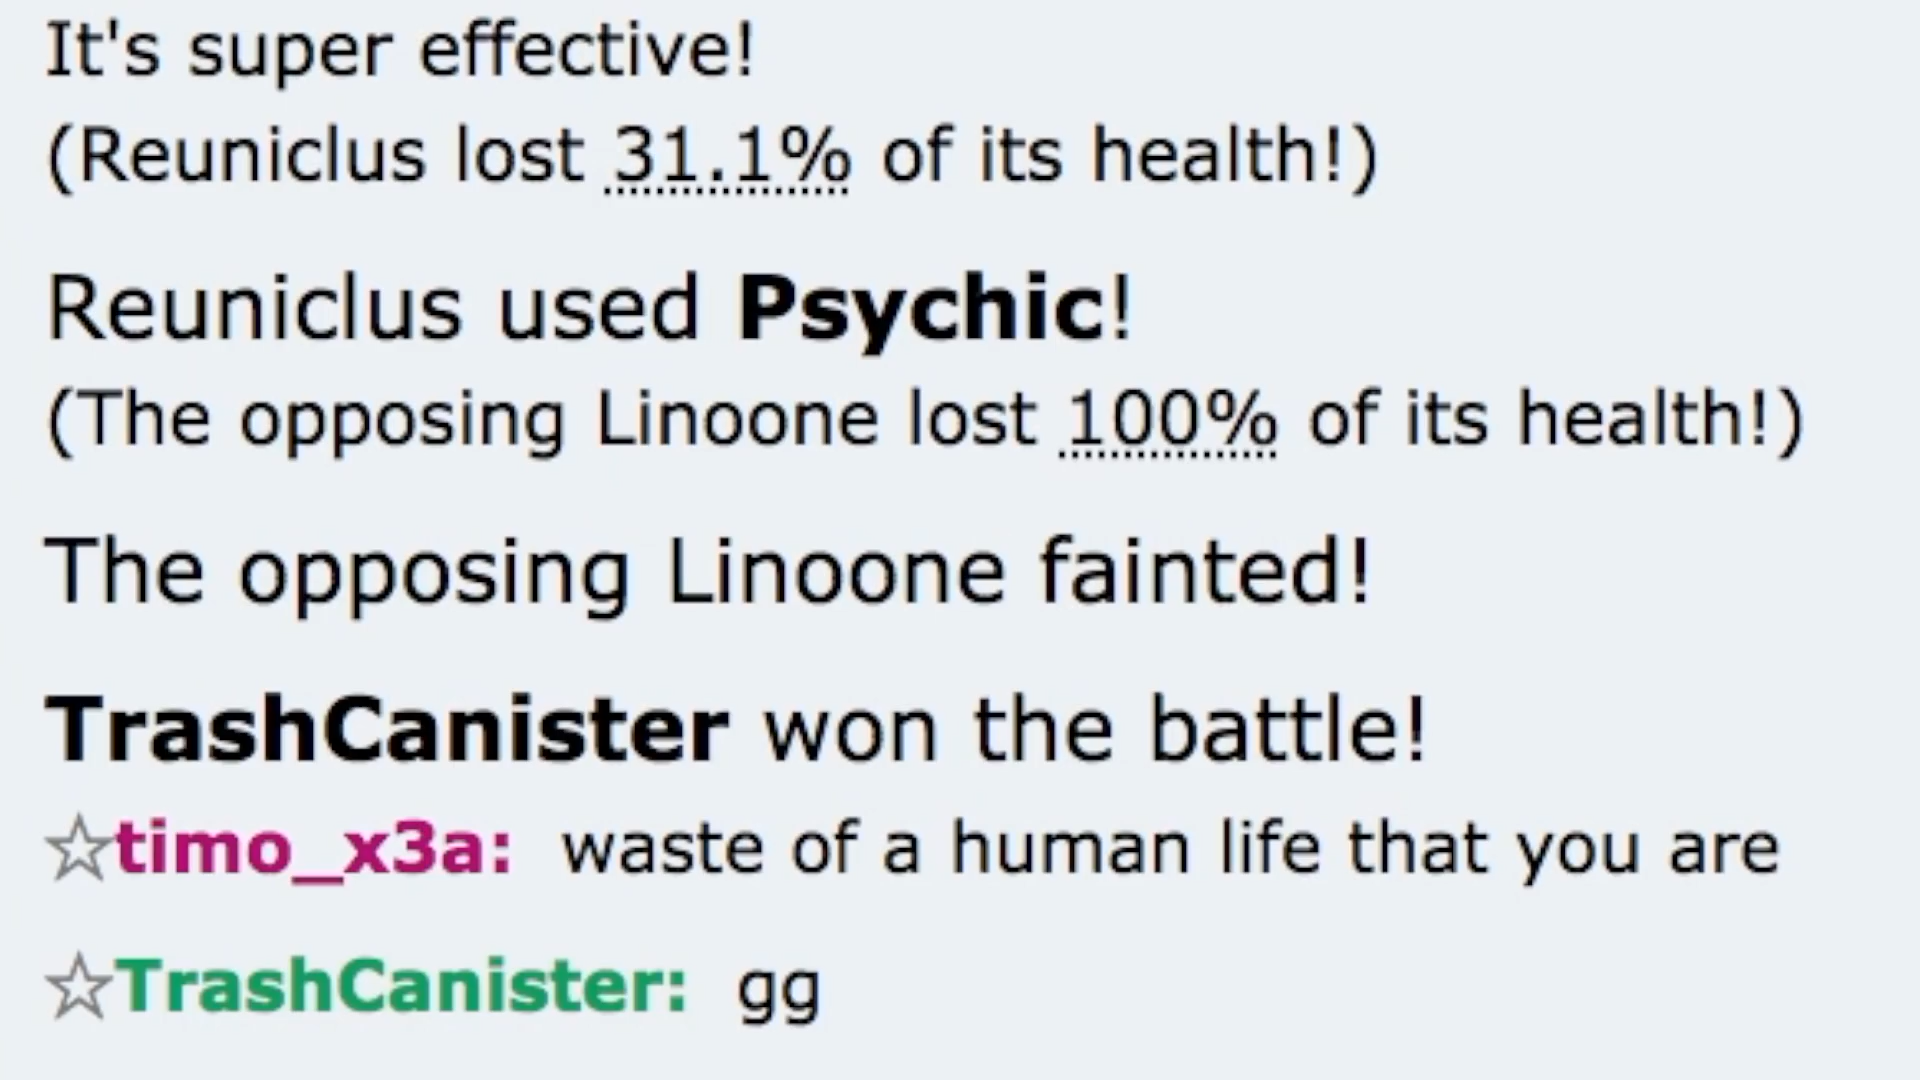 It's super effective!
(Reuniclus lost 31.1% of its health!)
Reuniclus used Psychic!
(The opposing Linoone lost 100% of its health!)
The opposing Linoone fainted!
TrashCanister won the battle!
☆timo_x3a: waste of a human life that you are
☆TrashCanister: gg